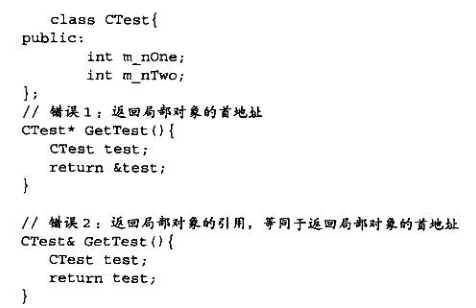 class CTest{
public:
int m_nOne;
int m_nTwo;
};
// 错误1：返回局部对象的首地址
CTest* GetTest(){
CTest test;
return &test;
}
// 错误2：返回局部对象的引用，等同于返回局部对象的首地址
CTest& GetTest(){
CTest test;
return test;
}